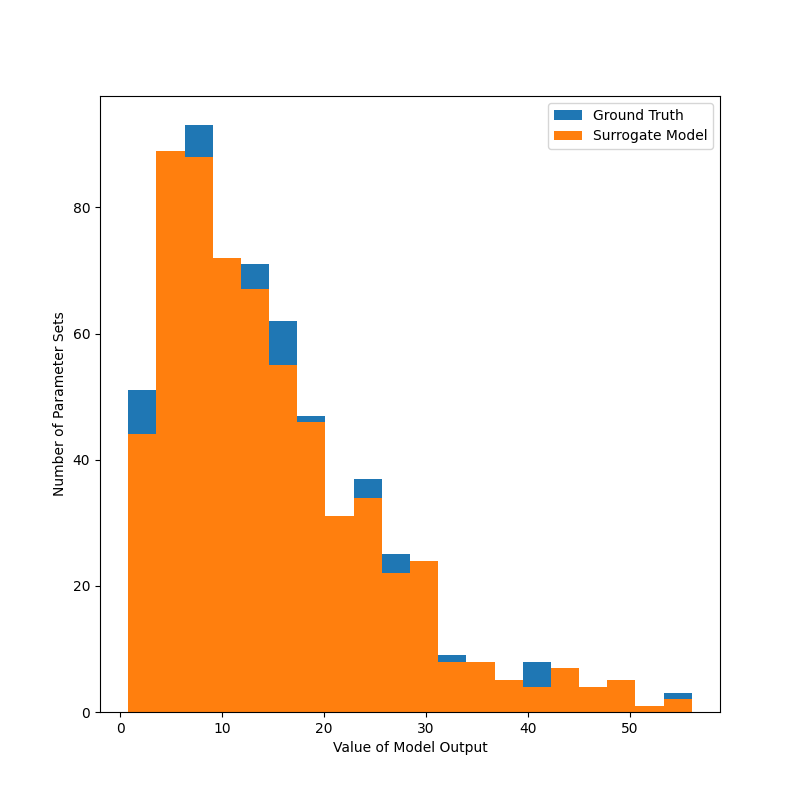 Ground Truth
Surrogate Model
80
60
40
20
0
Number of Parameter Sets
0 10 20 30 40 50
Value of Model Output